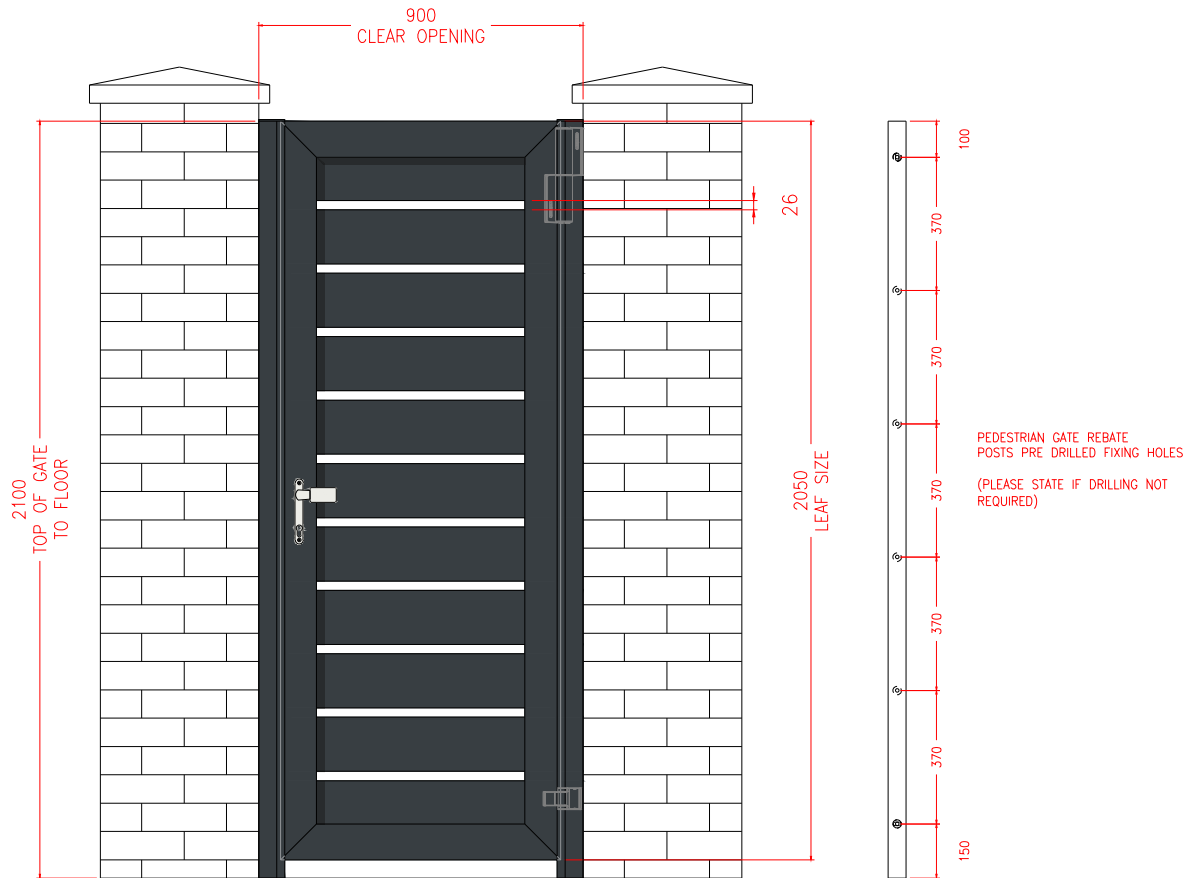 900
CLEAR OPENING
100
26
370
370
PEDESTRIAN GATE REBATE
POSTS PRE DRILLED FIXING HOLES
(PLEASE STATE IF DRILLING NOT
REQUIRED)
2100
TOP OF GATE
TO FLOOR
2050
LEAF SIZE
370
370
370
150